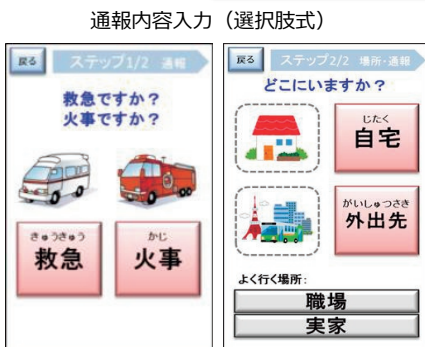 通報内容入力（選択肢式）
戻る
ステップ1/2 通報
救急ですか？
火事ですか？
きゅうきゅう
救急
かじ
火事
戻る
ステップ2/2 場所・通報
どこにいますか？
じたく
自宅
がいしゅつさき
外出先
よく行く場所:
職場
実家